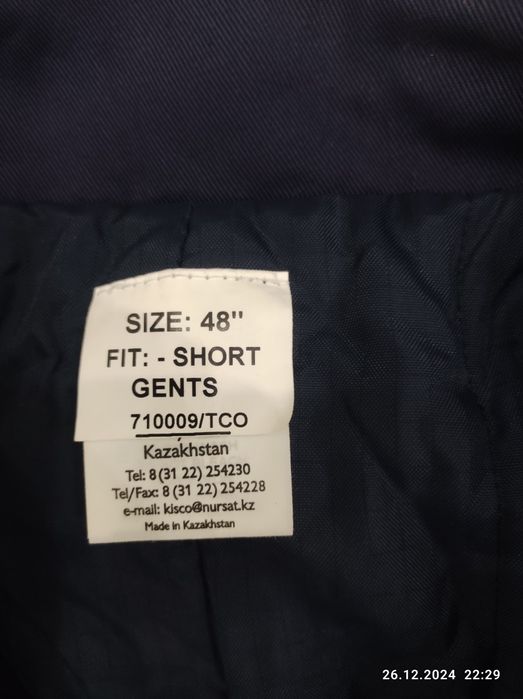 SIZE: 48"
FIT: - SHORT
GENTS
710009/TCO
Kazakhstan
Tel: 8 (31 22) 254230
Tel/Fax: 8 (31 22) 254228
e-mail: kisco@nursat.kz
Made in Kazakhstan
26.12.2024 22:29